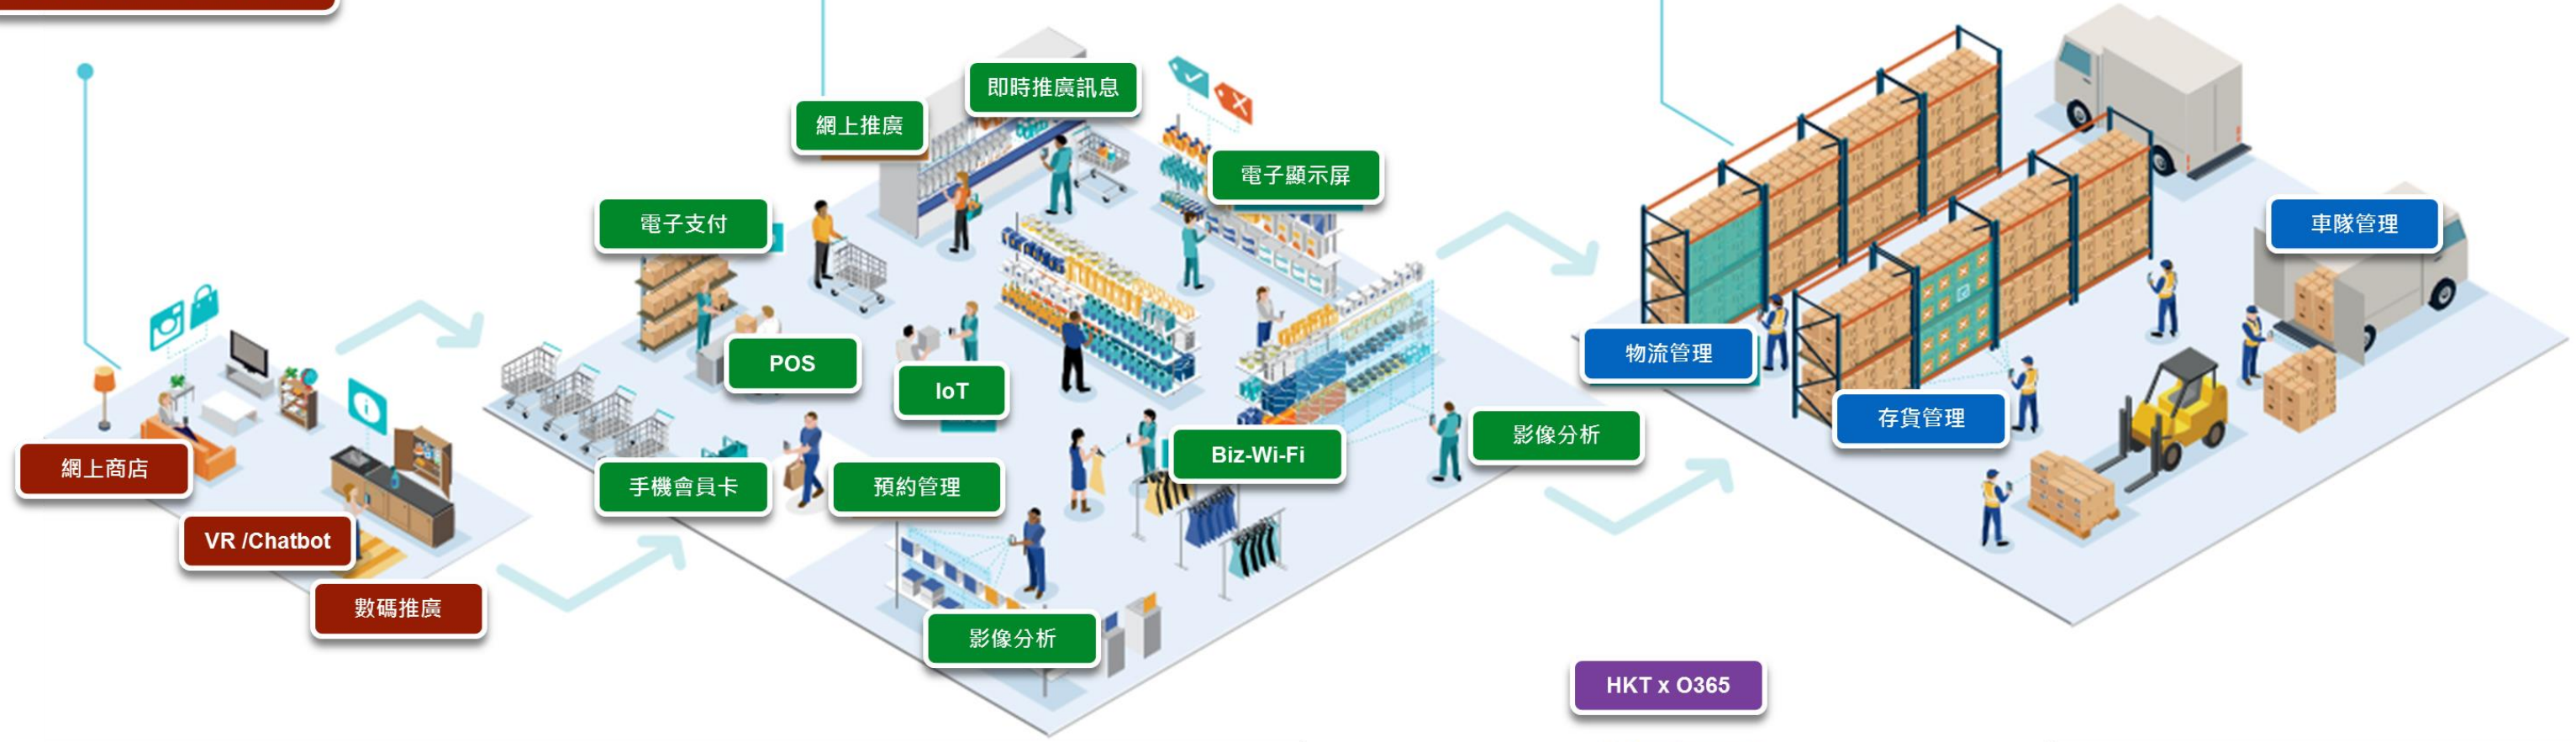 即時推廣訊息
網上推廣
電子顯示屏
電子支付
車隊管理
POS
IoT
物流管理
存貨管理
影像分析
Biz-Wi-Fi
網上商店
手機會員卡
預約管理
VR /Chatbot
數碼推廣
影像分析
HKT x O365